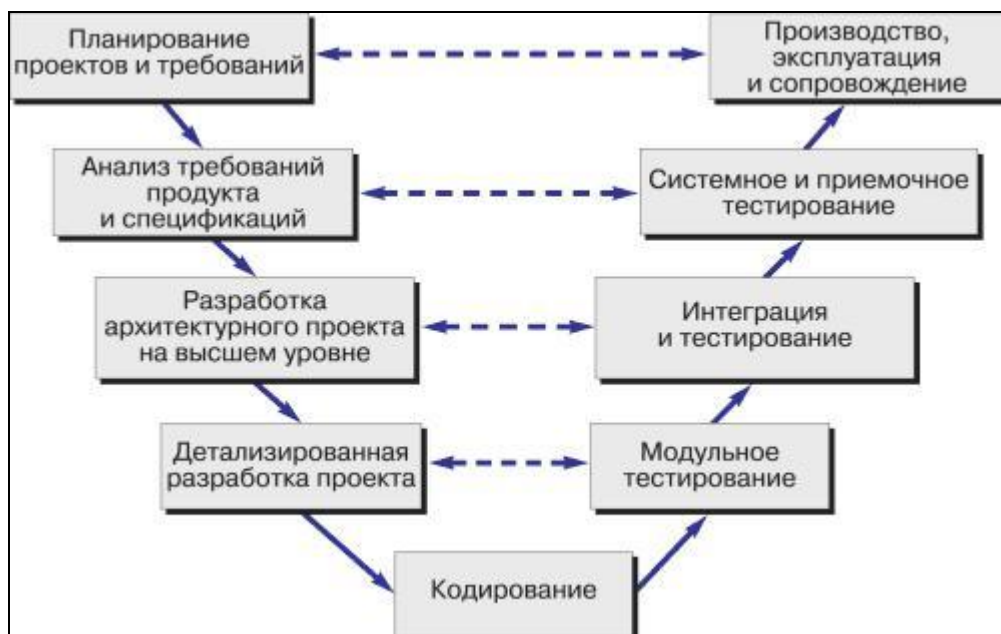 Планирование
проектов и требований
Производство,
эксплуатация
и сопровождение
Анализ требований
продукта
и спецификаций
Системное и приемочное
тестирование
Разработка
архитектурного проекта
на высшем уровне
Интеграция
и тестирование
Детализированная
разработка проекта
Модульное
тестирование
Кодирование